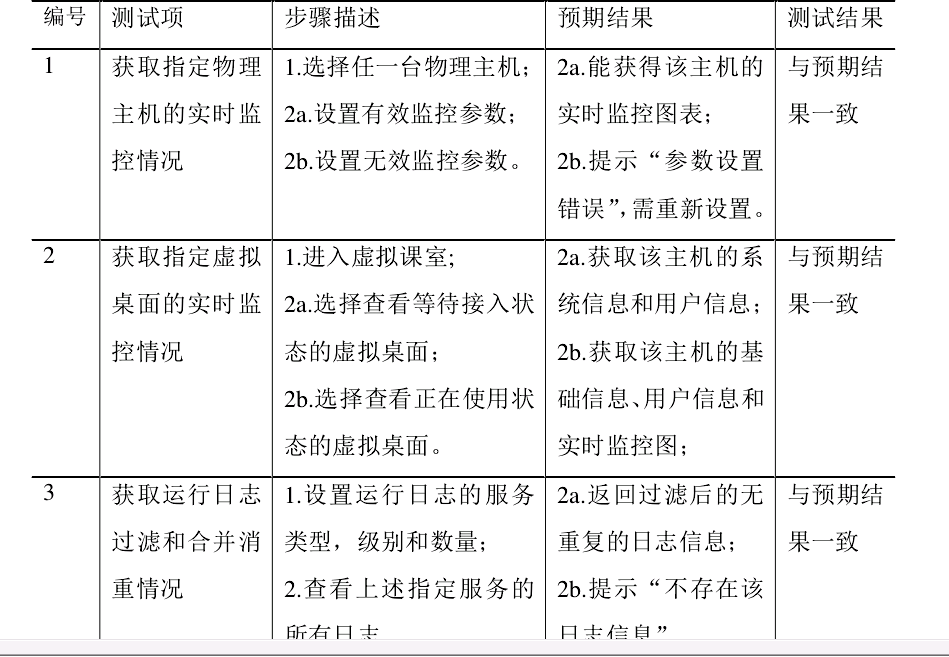 编号 测试项 步骤描述 预期结果 测试结果
1 获取指定物理 1.选择任一台物理主机； 2a.能获得该主机的 与预期结
主机的实时监 2a.设置有效监控参数； 实时监控图表； 果一致
控情况 2b.设置无效监控参数。 2b.提示“参数设置
错误”，需重新设置。
2 获取指定虚拟 1.进入虚拟课室; 2a.获取该主机的系 与预期结
桌面的实时监 2a.选择查看等待接入状 统信息和用户信息； 果一致
控情况 态的虚拟桌面； 2b.获取该主机的基
2b.选择查看正在使用状 础信息、用户信息和
态的虚拟桌面。 实时监控图；
3 获取运行日志 1.设置运行日志的服务 2a.返回过滤后的无 与预期结
过滤和合并消 类型，级别和数量； 重复的日志信息； 果一致
重情况 2.查看上述指定服务的 2b.提示“不存在该
所有日志 日志信息”